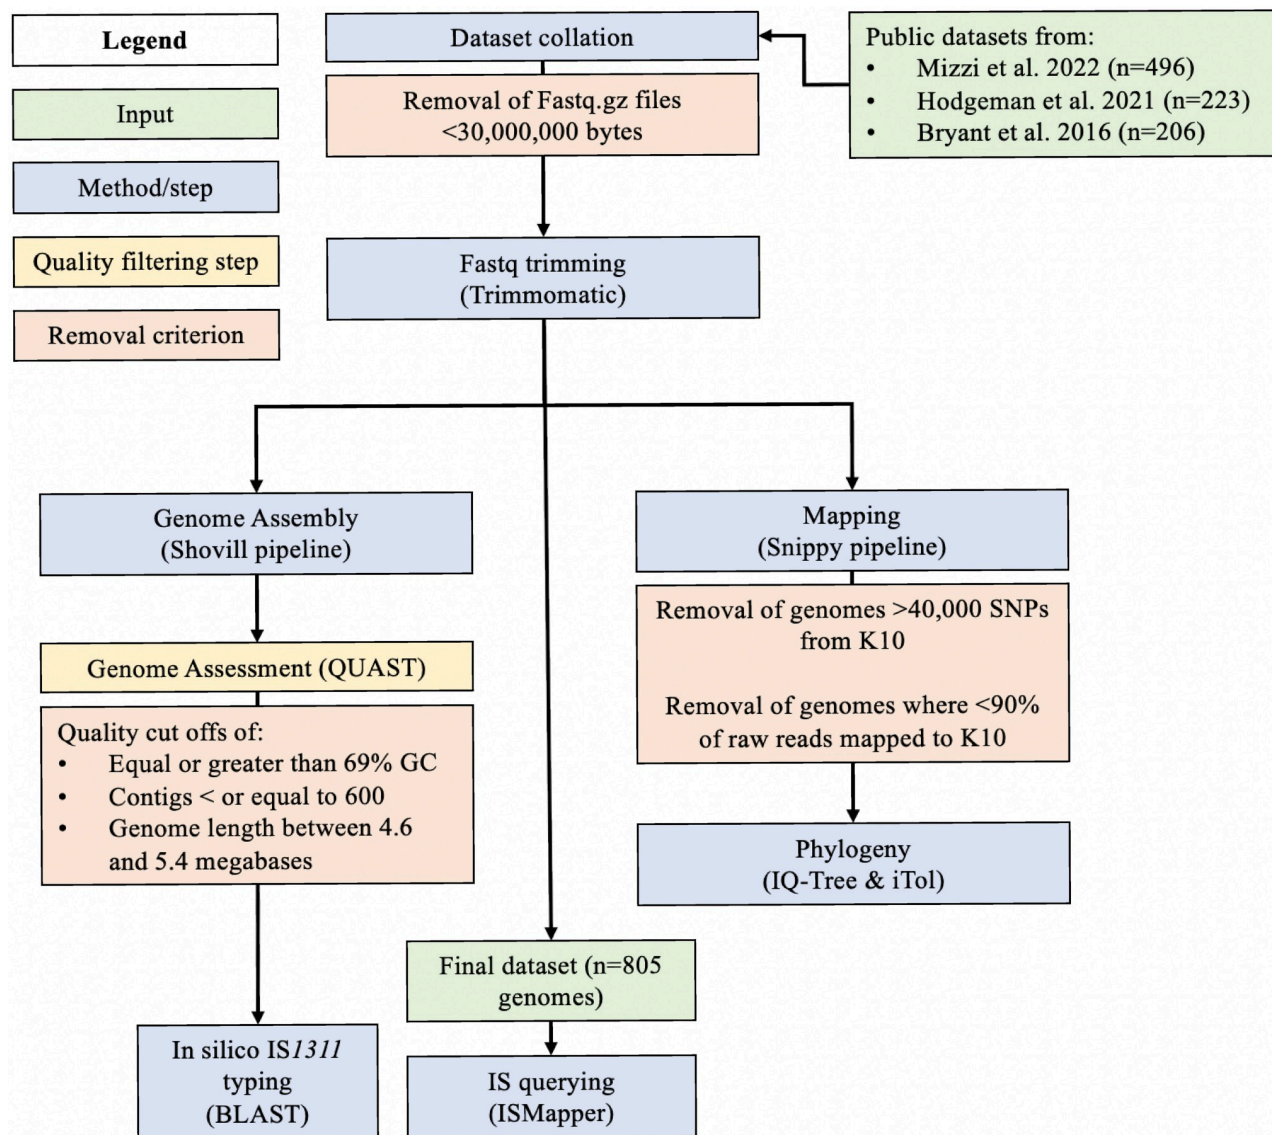 Legend
Input
Method/step
Quality filtering step
Removal criterion
Dataset collation
Removal of Fastq.gz files
<30,000,000 bytes
Public datasets from:
• Mizzi et al. 2022 (n=496)
• Hodgeman et al. 2021 (n=223)
• Bryant et al. 2016 (n=206)
Fastq trimming
(Trimmomatic)
Genome Assembly
(Shovill pipeline)
Genome Assessment (QUAST)
Quality cut offs of:
• Equal or greater than 69% GC
• Contigs < or equal to 600
• Genome length between 4.6
and 5.4 megabases
In silico IS1311
typing
(BLAST)
Final dataset (n=805
genomes)
IS querying
(ISMapper)
Mapping
(Snippy pipeline)
Removal of genomes >40,000 SNPs
from K10
Removal of genomes where <90%
of raw reads mapped to K10
Phylogeny
(IQ-Tree & iTol)